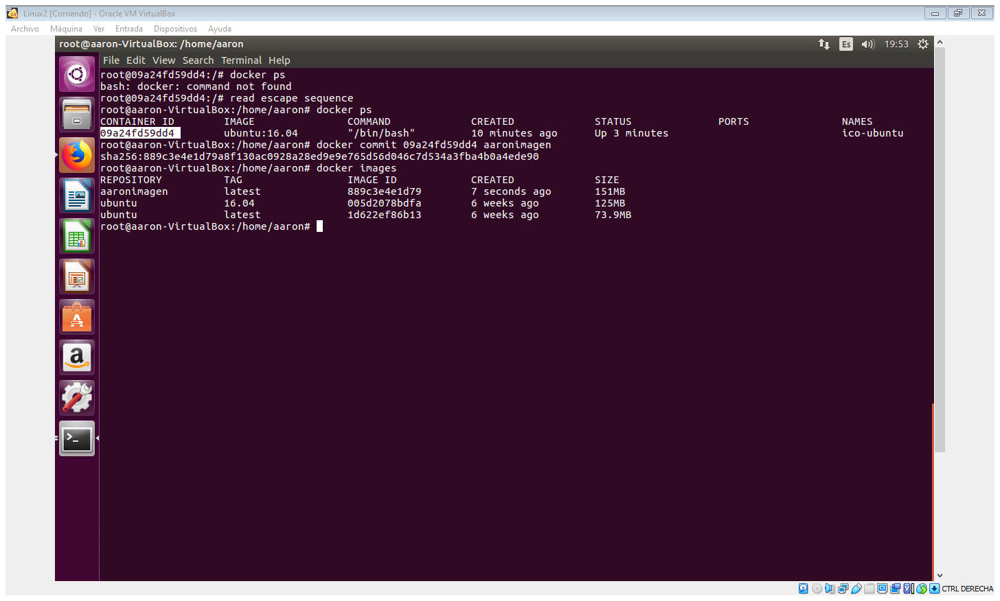 Linux2 [Corriendo] - Oracle VM VirtualBox
Archivo Máquina Ver Entrada Dispositivos Ayuda
root@aaron-VirtualBox: /home/aaron Es 19:53
File Edit View Search Terminal Help
root@09a24fd59dd4:/# docker ps
bash: docker: command not found
root@09a24fd59dd4:/# read escape sequence
root@aaron-VirtualBox:/home/aaron# docker ps
CONTAINER ID IMAGE COMMAND CREATED STATUS PORTS NAMES
09a24fd59dd4 ubuntu:16.04 "/bin/bash" 10 minutes ago Up 3 minutes ico-ubuntu
root@aaron-VirtualBox:/home/aaron# docker commit 09a24fd59dd4 aaronimagen
sha256:889c3e4e1d79a8f130ac0928a28ed9e9e765d56d046c7d534a3fba4b0a4ede90
root@aaron-VirtualBox:/home/aaron# docker images
REPOSITORY TAG IMAGE ID CREATED SIZE
aaronimagen latest 889c3e4e1d79 7 seconds ago 151MB
ubuntu 16.04 005d2078bdfa 6 weeks ago 125MB
ubuntu latest 1d622ef86b13 6 weeks ago 73.9MB
root@aaron-VirtualBox:/home/aaron#
CTRL DERECHA